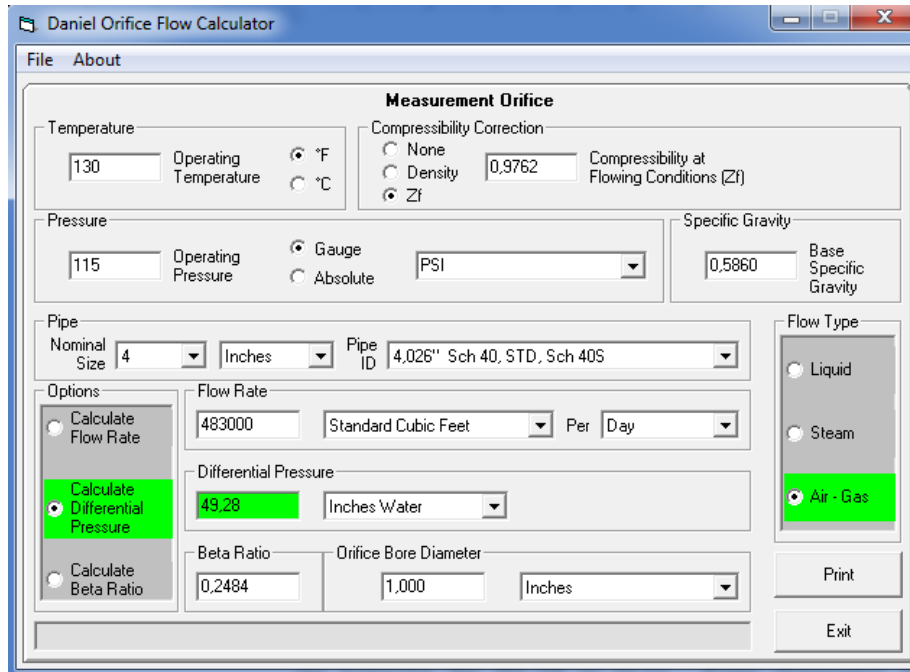 Daniel Orifice Flow Calculator
File About
Measurement Orifice
Temperature
130
Operating
Temperature
°F
°C
Compressibility Correction
None
Density
Zf
0,9762
Compressibility at
Flowing Conditions (Zf)
Pressure
115
Operating
Pressure
Gauge
Absolute
PSI
Specific Gravity
0,5860
Base
Specific
Gravity
Pipe
Nominal
Size
4
Inches
Pipe
ID
4,026'' Sch 40, STD, Sch 40S
Flow Type
Liquid
Steam
Air - Gas
Options
Calculate
Flow Rate
Calculate
Differential
Pressure
Calculate
Beta Ratio
Flow Rate
483000
Standard Cubic Feet
Per
Day
Differential Pressure
49,28
Inches Water
Beta Ratio
0,2484
Orifice Bore Diameter
1,000
Inches
Print
Exit